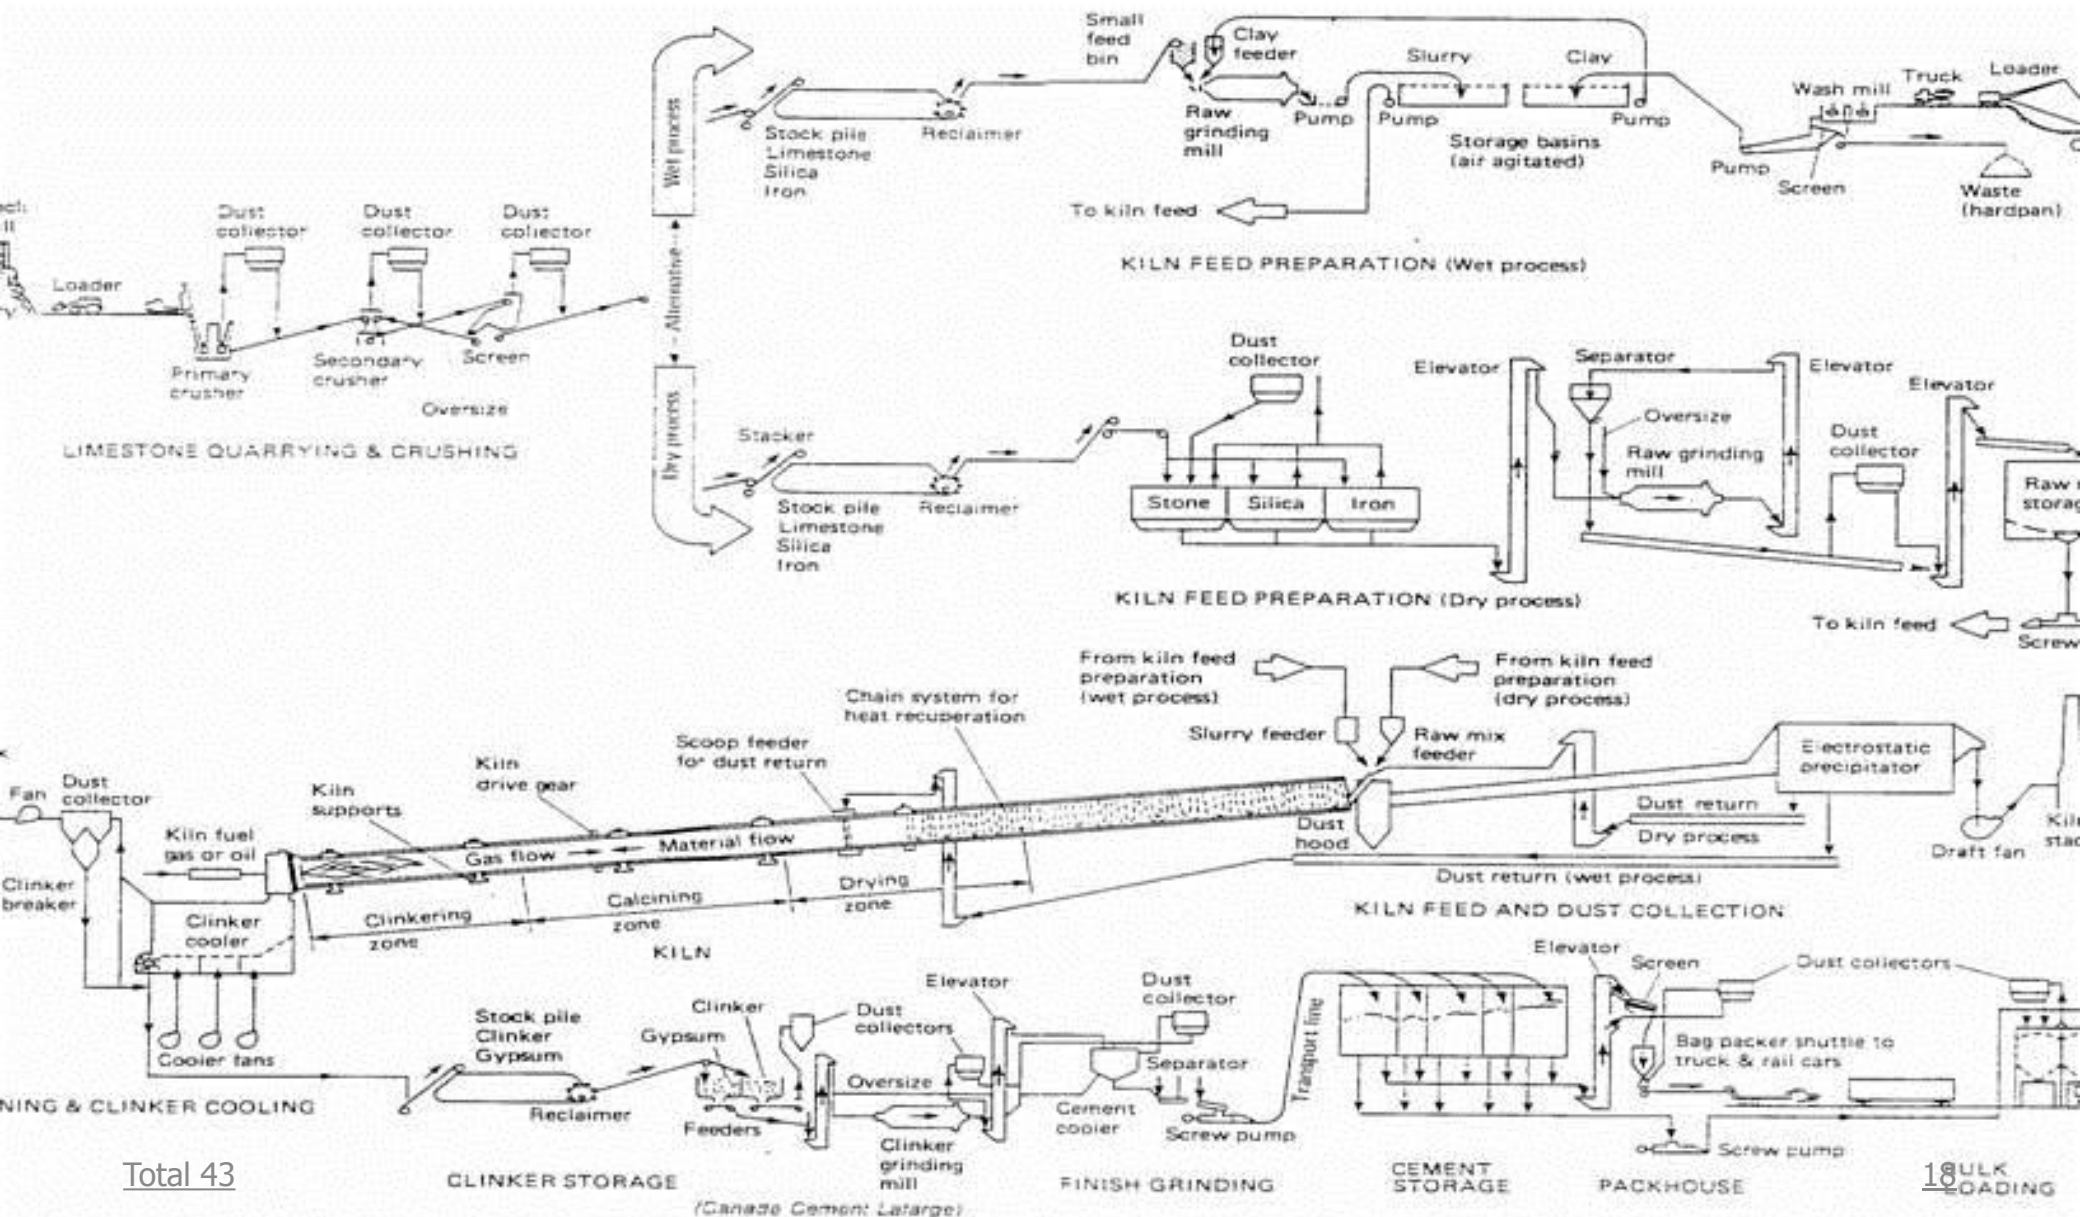 Small
feed
bin
Clay
feeder
Slurry
Clay
Wash mill
Truck
Loader
Raw
grinding
mill
Pump
Pump
Storage basins
(air agitated)
Pump
Pump
Screen
Waste
(hardpan)
Wet process
Stock pile
Limestone
Silica
Iron
Reclaimer
To kiln feed
KILN FEED PREPARATION (Wet process)
Dust
collector
Dust
collector
Dust
collector
Loader
Primary
crusher
Secondary
crusher
Screen
Oversize
LIMESTONE QUARRYING & CRUSHING
Alternative
Dry process
Stacker
Stock pile
Limestone
Silica
Iron
Reclaimer
Dust
collector
Stone
Silica
Iron
Elevator
Separator
Oversize
Raw grinding
mill
Elevator
Dust
collector
Elevator
Raw
To kiln feed
Screw
KILN FEED PREPARATION (Dry process)
From kiln feed
preparation
(wet process)
From kiln feed
preparation
(dry process)
Slurry feeder
Raw mix
feeder
Chain system for
heat recuperation
Scoop feeder
for dust return
Kiln
drive gear
Kiln
supports
Fan
Dust
collector
Kiln fuel
gas or oil
Clinker
breaker
Clinker
cooler
Cooler fans
Gas flow
Material flow
Clinkering
zone
Calcining
zone
Drying
zone
KILN
Dust
hood
Electrostatic
precipitator
Dust return
Dry process
Draft fan
Dust return (wet process)
KILN FEED AND DUST COLLECTION
NING & CLINKER COOLING
Stock pile
Clinker
Gypsum
Reclaimer
Gypsum
Clinker
Feeders
Dust
collectors
Oversize
Clinker
grinding
mill
Elevator
Dust
collector
Separator
Cement
cooler
Screw pump
Transport line
Elevator
Screen
Dust collectors
Bag packer shuttle to
truck & rail cars
Screw pump
CLINKER STORAGE
FINISH GRINDING
CEMENT
STORAGE
PACKHOUSE
BULK
LOADING
(Canada Cement Lafarge)
Total 43
18